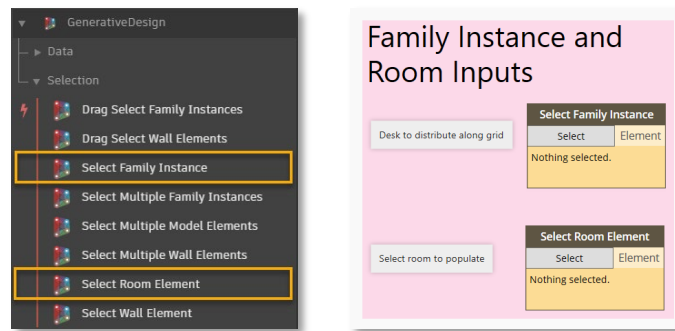 GenerativeDesign
Data
Selection
Drag Select Family Instances
Drag Select Wall Elements
Select Family Instance
Select Multiple Family Instances
Select Multiple Model Elements
Select Multiple Wall Elements
Select Room Element
Select Wall Element
Family Instance and
Room Inputs
Desk to distribute along grid
Select Family Instance
Select Element
Nothing selected.
Select room to populate
Select Room Element
Select Element
Nothing selected.